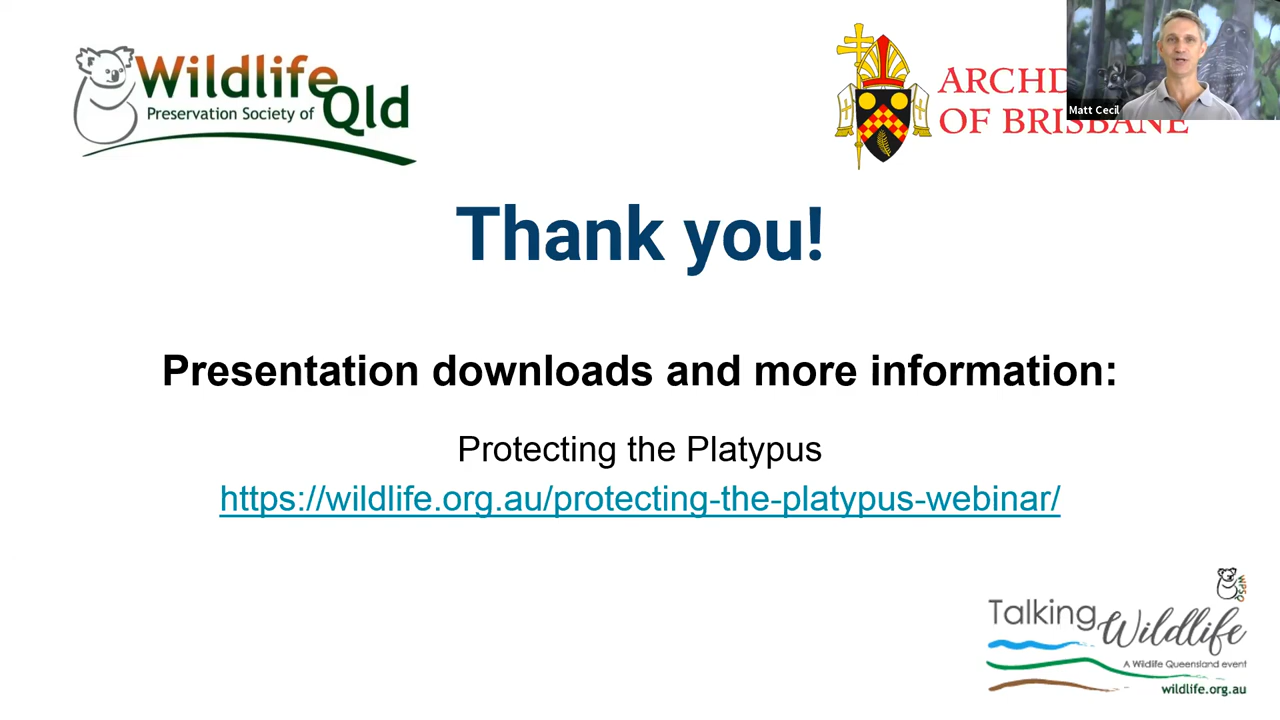 Wildlife
Preservation Society of Qld
ARCHD
OF BRISBANE
Matt Cecil
Thank you!
Presentation downloads and more information:
Protecting the Platypus
https://wildlife.org.au/protecting-the-platypus-webinar/
WPSQ
Talking Wildlife
A Wildlife Queensland event
wildlife.org.au